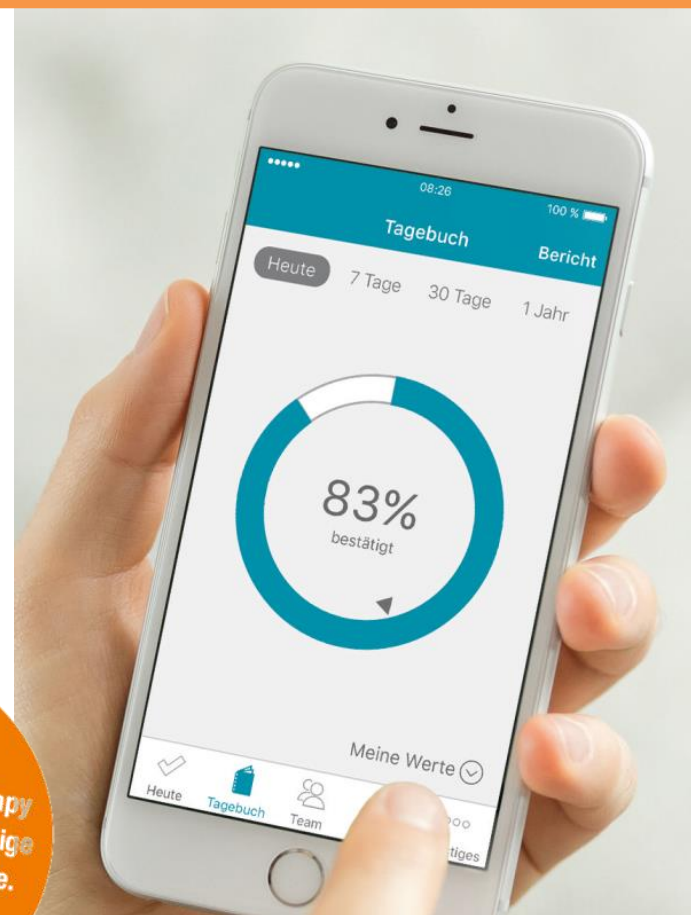 08:26
100 %
Tagebuch
Bericht
Heute
7 Tage
30 Tage
1 Jahr
83%
bestätigt
Meine Werte
Heute
Tagebuch
Team